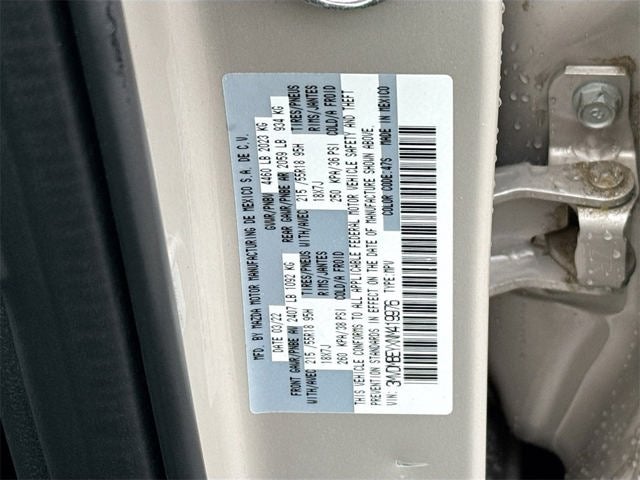 MFD. BY MAZDA MOTOR MANUFACTURING DE MEXICO S.A. DE C.V.
DATE 03/22 GVWR/PNBV 4460 LB 2023 KG
FRONT GAWR/PNBE AV 2407 LB 1092 KG REAR GAWR/PNBE AR 2059 LB 934 KG
WITH/AVEC 215/55R18 95H TIRES/PNEUS WITH/AVEC 215/55R18 95H TIRES/PNEUS
18X7J RIMS/JANTES 18X7J RIMS/JANTES
260 KPA/38 PSI COLD/A FROID 250 KPA/36 PSI COLD/A FROID
THIS VEHICLE CONFORMS TO ALL APPLICABLE FEDERAL MOTOR VEHICLE SAFETY AND THEFT
PREVENTION STANDARDS IN EFFECT ON THE DATE OF MANUFACTURE SHOWN ABOVE.
COLOR CODE:47S MADE IN MEXICO
VIN: TYPE:MPV